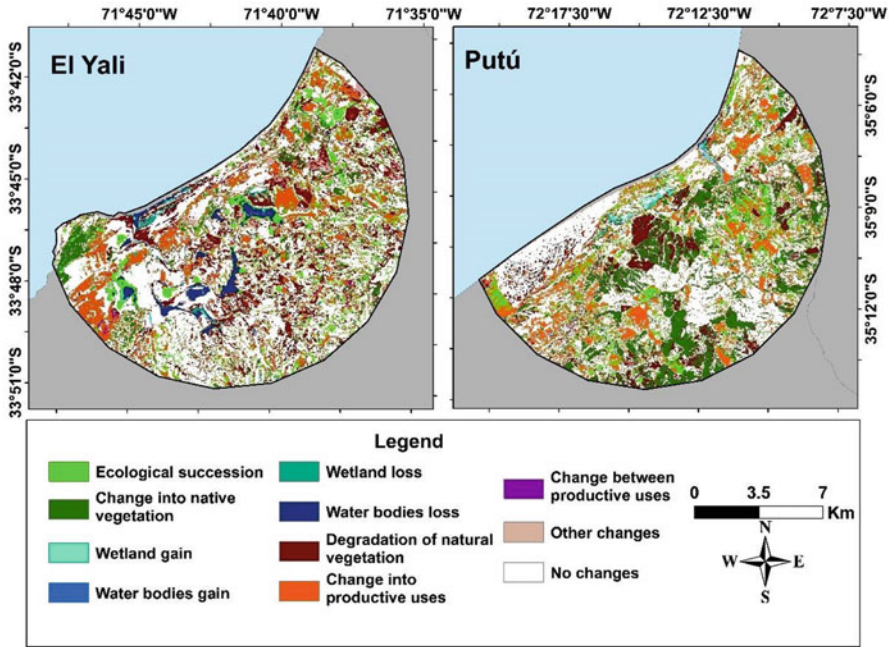 71°45'0"W 71°40'0"W 71°35'0"W 72°17'30"W 72°12'30"W 72°7'30"W
El Yali
Putú
33°42'0"S
33°45'0"S
33°48'0"S
33°51'0"S
35°6'0"S
35°9'0"S
35°12'0"S
Legend
Ecological succession
Change into native
vegetation
Wetland gain
Water bodies gain
Wetland loss
Water bodies loss
Degradation of natural
vegetation
Change into
productive uses
Change between
productive uses
Other changes
No changes
0 3.5 7
Km
N
W E
S